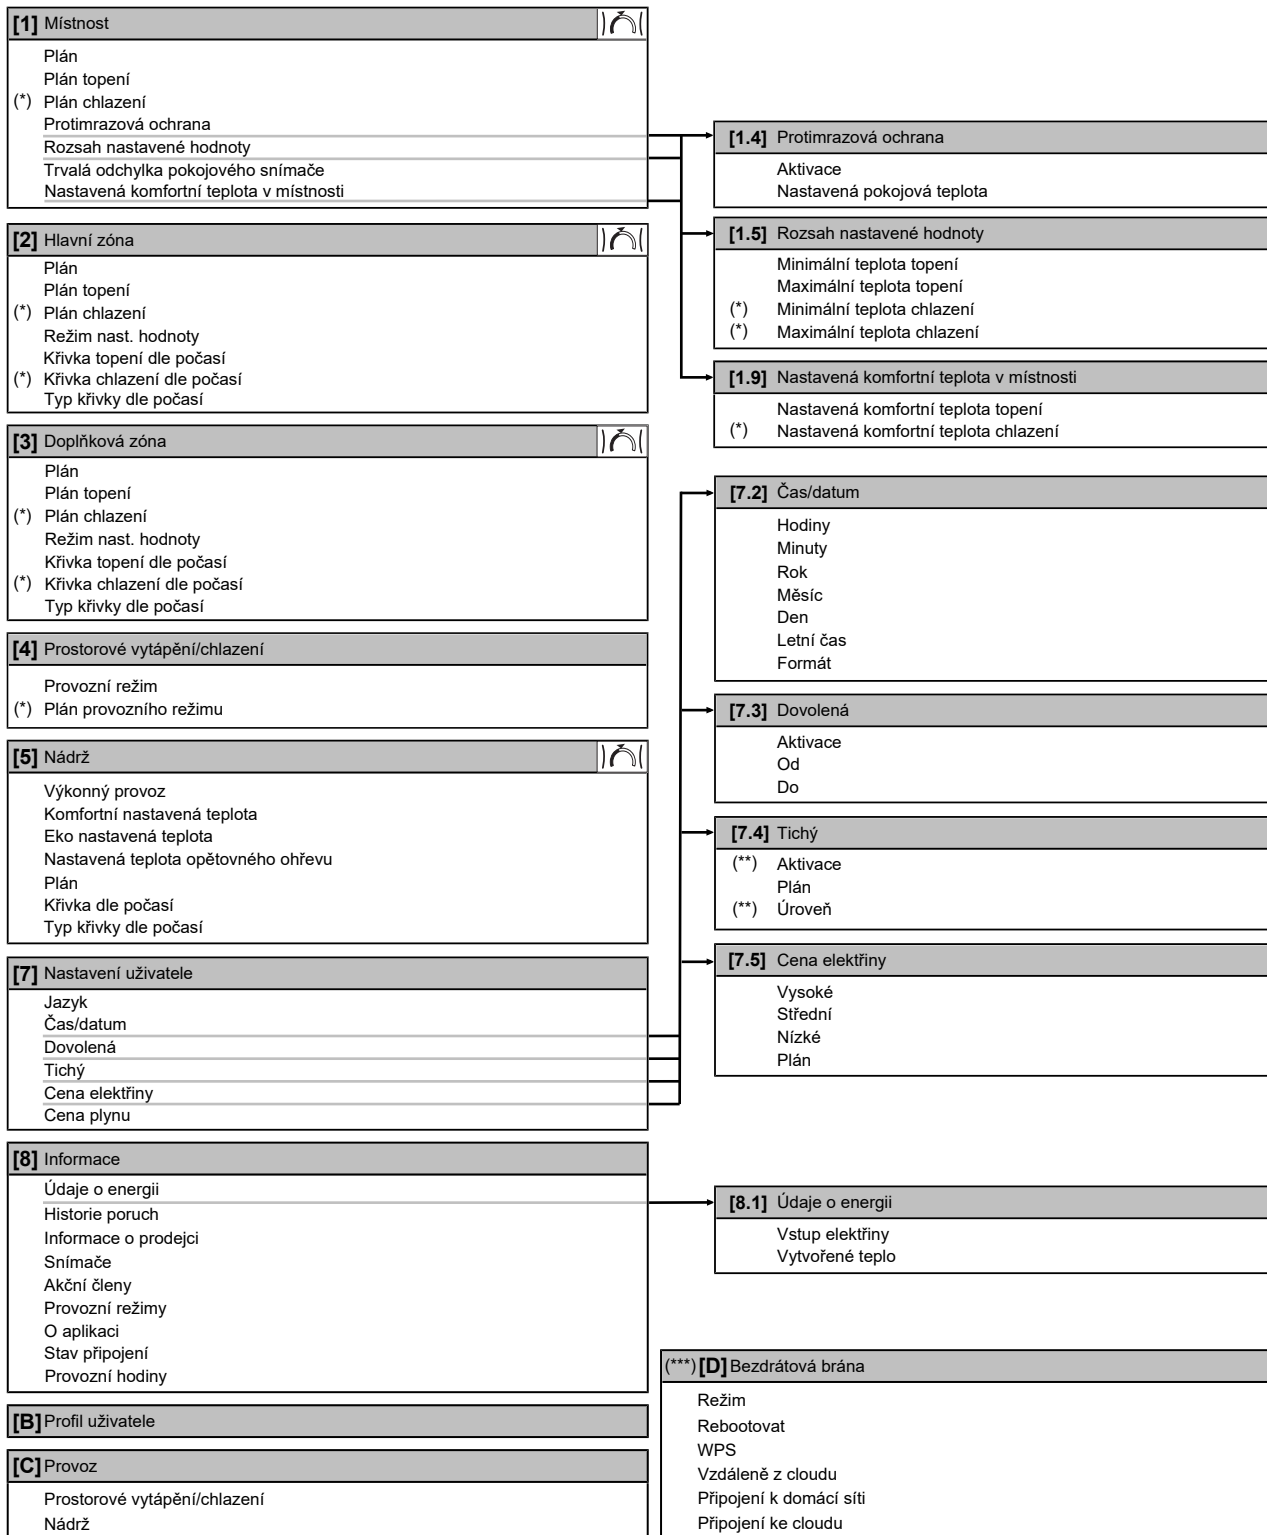 [1] Místnost
Plán
Plán topení
(*) Plán chlazení
Protimrazová ochrana
Rozsah nastavené hodnoty
Trvalá odchylka pokojového snímače
Nastavená komfortní teplota v místnosti
[2] Hlavní zóna
Plán
Plán topení
(*) Plán chlazení
Režim nast. hodnoty
Křivka topení dle počasí
(*) Křivka chlazení dle počasí
Typ křivky dle počasí
[3] Doplňková zóna
Plán
Plán topení
(*) Plán chlazení
Režim nast. hodnoty
Křivka topení dle počasí
(*) Křivka chlazení dle počasí
Typ křivky dle počasí
[4] Prostorové vytápění/chlazení
Provozní režim
(*) Plán provozního režimu
[5] Nádrž
Výkonný provoz
Komfortní nastavená teplota
Eko nastavená teplota
Nastavená teplota opětovného ohřevu
Plán
Křivka dle počasí
Typ křivky dle počasí
[7] Nastavení uživatele
Jazyk
Čas/datum
Dovolená
Tichý
Cena elektřiny
Cena plynu
[8] Informace
Údaje o energii
Historie poruch
Informace o prodejci
Snímače
Akční členy
Provozní režimy
O aplikaci
Stav připojení
Provozní hodiny
[B] Profil uživatele
[C] Provoz
Prostorové vytápění/chlazení
Nádrž
[1.4] Protimrazová ochrana
Aktivace
Nastavená pokojová teplota
[1.5] Rozsah nastavené hodnoty
Minimální teplota topení
Maximální teplota topení
(*) Minimální teplota chlazení
(*) Maximální teplota chlazení
[1.9] Nastavená komfortní teplota v místnosti
Nastavená komfortní teplota topení
(*) Nastavená komfortní teplota chlazení
[7.2] Čas/datum
Hodiny
Minuty
Rok
Měsíc
Den
Letní čas
Formát
[7.3] Dovolená
Aktivace
Od
Do
[7.4] Tichý
(**) Aktivace
Plán
(**) Úroveň
[7.5] Cena elektřiny
Vysoké
Střední
Nízké
Plán
[8.1] Údaje o energii
Vstup elektřiny
Vytvořené teplo
(***) [D] Bezdrátová brána
Režim
Rebootovat
WPS
Vzdáleně z cloudu
Připojení k domácí síti
Připojení ke cloudu